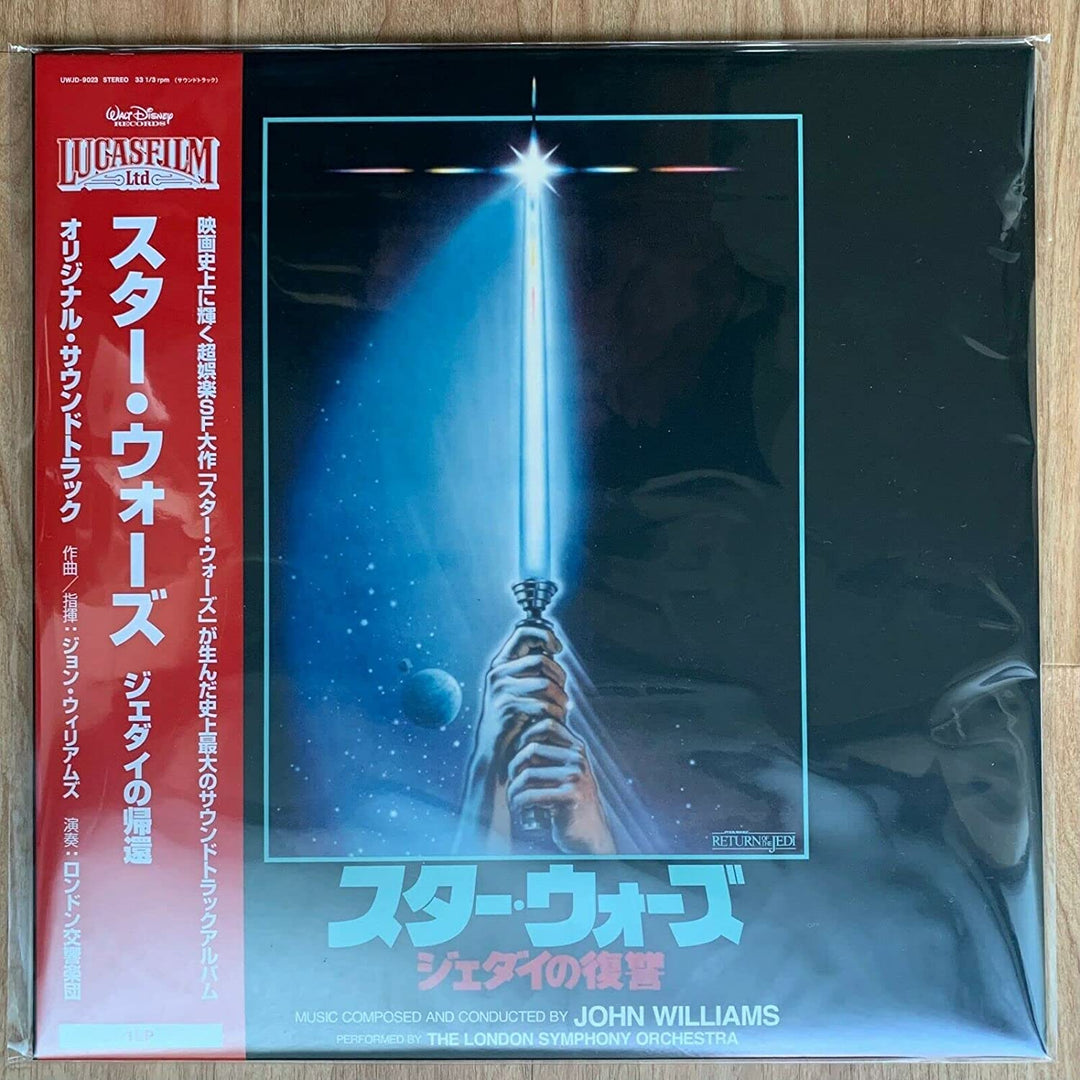 UWJD-9023 STEREO 33 1/3 rpm (サウンドトラック)
WALT DISNEY
RECORDS
LUCASFILM
Ltd
映画史上に輝く超娯楽SF大作「スター・ウォーズ」が生んだ史上最大のサウンドトラックアルバム
スター・ウォーズ ジェダイの帰還
オリジナル・サウンドトラック 作曲/指揮:ジョン・ウィリアムズ 演奏:ロンドン交響楽団
1LP
STAR WARS
RETURN OF THE JEDI
スター・ウォーズ
ジェダイの復讐
MUSIC COMPOSED AND CONDUCTED BY JOHN WILLIAMS
PERFORMED BY THE LONDON SYMPHONY ORCHESTRA